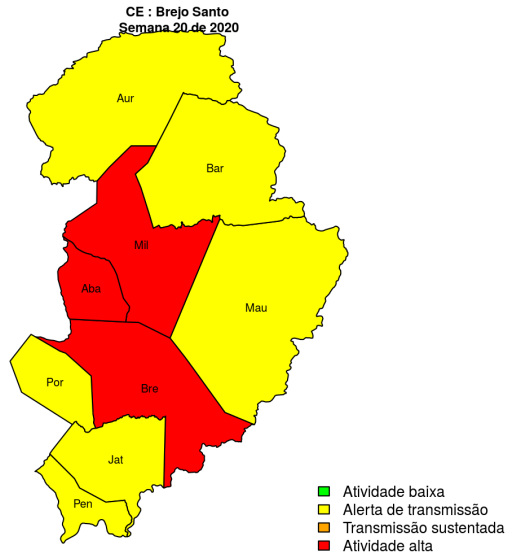 CE : Brejo Santo
Semana 20 de 2020
Aur
Bar
Mil
Aba
Mau
Por
Bre
Jat
Pen
Atividade baixa
Alerta de transmissão
Transmissão sustentada
Atividade alta